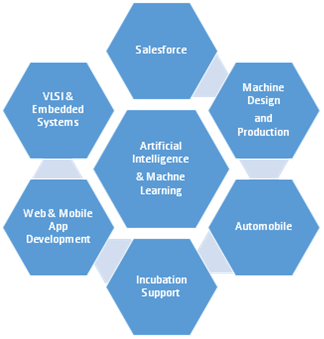 Salesforce
VLSI &
Embedded
Systems
Machine
Design
and
Production
Artificial
Intelligence
& Machne
Learning
Web & Mobile
App
Development
Automobile
Incubation
Support